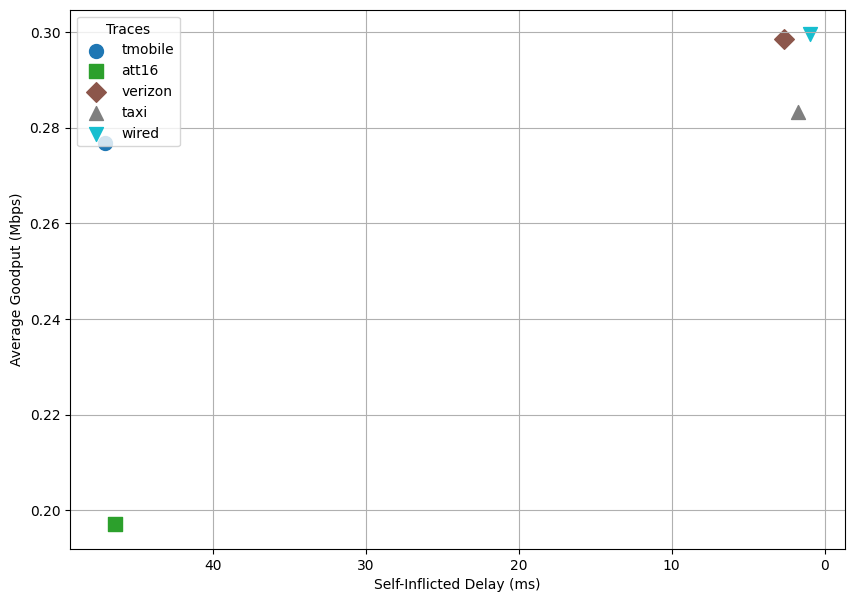 Traces
tmobile
att16
verizon
taxi
wired
Average Goodput (Mbps)
0.30
0.28
0.26
0.24
0.22
0.20
40
30
20
10
0
Self-Inflicted Delay (ms)